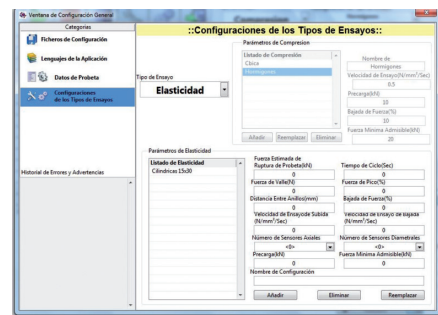 Ventana de Configuración General
Categorias
Ficheros de Configuración
Lenguajes de la Aplicación
Datos de Probeta
Configuraciones
de los Tipos de Ensayos
Historial de Errores y Advertencias
::Configuraciones de los Tipos de Ensayos::
Tipo de Ensayo
Elasticidad
Parámetros de Compresion
Listado de Compresión
Cbica
Hormigones
Nombre de
Hormigones
Velocidad de Ensayo(N/mm²/Sec)
0.5
Precarga(kN)
10
Bajada de Fuerza(%)
10
Fuerza Minima Admisible(kN)
20
Añadir Reemplazar Eliminar
Parámetros de Elasticidad
Listado de Elasticidad
Cilindricas 15x30
Fuerza Estimada de
Ruptura de Probeta(kN) Tiempo de Ciclo(Sec)
0 0
Fuerza de Valle(N) Fuerza de Pico(%)
0 0
Distancia Entre Anillos(mm) Bajada de Fuerza(%)
0 0
Velocidad de Ensayode Subida Velocidad de Ensayo de Bajada
(N/mm²/Sec) (N/mm²/Sec)
0 0
Número de Sensores Axiales Número de Sensores Diametrales
<0> <0>
Precarga(kN) Fuerza Minima Admisible(kN)
0 0
Nombre de Configuración
Añadir Eliminar Reemplazar